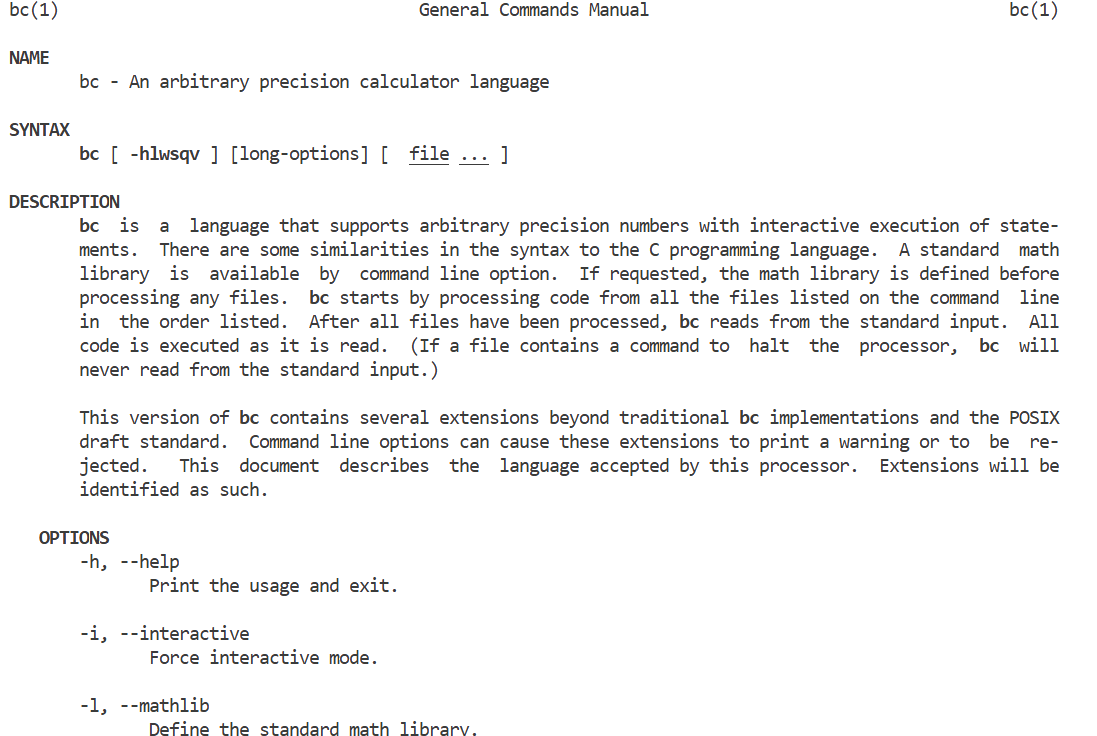 bc(1)                                    General Commands Manual                                    bc(1)
NAME
bc - An arbitrary precision calculator language
SYNTAX
bc [ -hlwsqv ] [long-options] [  file ... ]
DESCRIPTION
bc  is  a  language that supports arbitrary precision numbers with interactive execution of state-
ments.  There are some similarities in the syntax to the C programming language.  A standard  math
library  is  available  by  command line option.  If requested, the math library is defined before
processing any files.  bc starts by processing code from all the files listed on the command  line
in  the order listed.  After all files have been processed, bc reads from the standard input.  All
code is executed as it is read.  (If a file contains a command to  halt  the  processor,  bc  will
never read from the standard input.)
This version of bc contains several extensions beyond traditional bc implementations and the POSIX
draft standard.  Command line options can cause these extensions to print a warning or to  be  re-
jected.   This  document  describes  the  language accepted by this processor.  Extensions will be
identified as such.
OPTIONS
-h, --help
Print the usage and exit.
-i, --interactive
Force interactive mode.
-l, --mathlib
Define the standard math library.